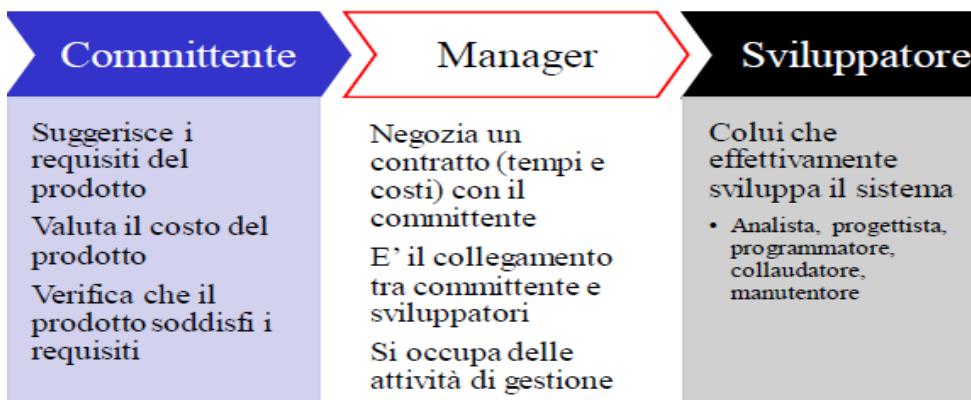 Committente
Suggerisce i
requisiti del
prodotto
Valuta il costo del
prodotto
Verifica che il
prodotto soddisfi i
requisiti
Manager
Negozia un
contratto (tempi e
costi) con il
committente
E' il collegamento
tra committente e
sviluppatori
Si occupa delle
attività di gestione
Sviluppatore
Colui che
effettivamente
sviluppa il sistema
• Analista, progettista,
programmatore,
collaudatore,
manutentore